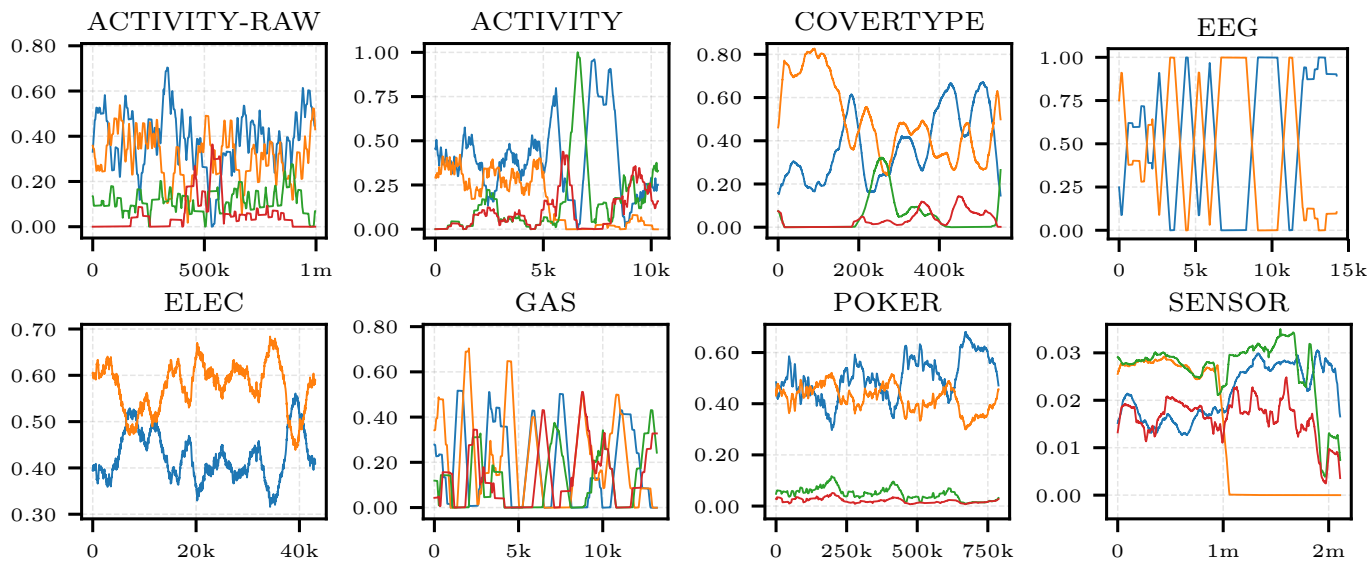 ACTIVITY-RAW
0.80
0.60
0.40
0.20
0.00
0
500k
1m
ACTIVITY
1.00
0.75
0.50
0.25
0.00
0
5k
10k
COVERTYPE
0.80
0.60
0.40
0.20
0.00
0
200k
400k
EEG
1.00
0.75
0.50
0.25
0.00
0
5k
10k
15k
ELEC
0.70
0.60
0.50
0.40
0.30
0
20k
40k
GAS
0.80
0.60
0.40
0.20
0.00
0
5k
10k
POKER
0.60
0.40
0.20
0.00
0
250k
500k
750k
SENSOR
0.03
0.02
0.01
0.00
0
1m
2m